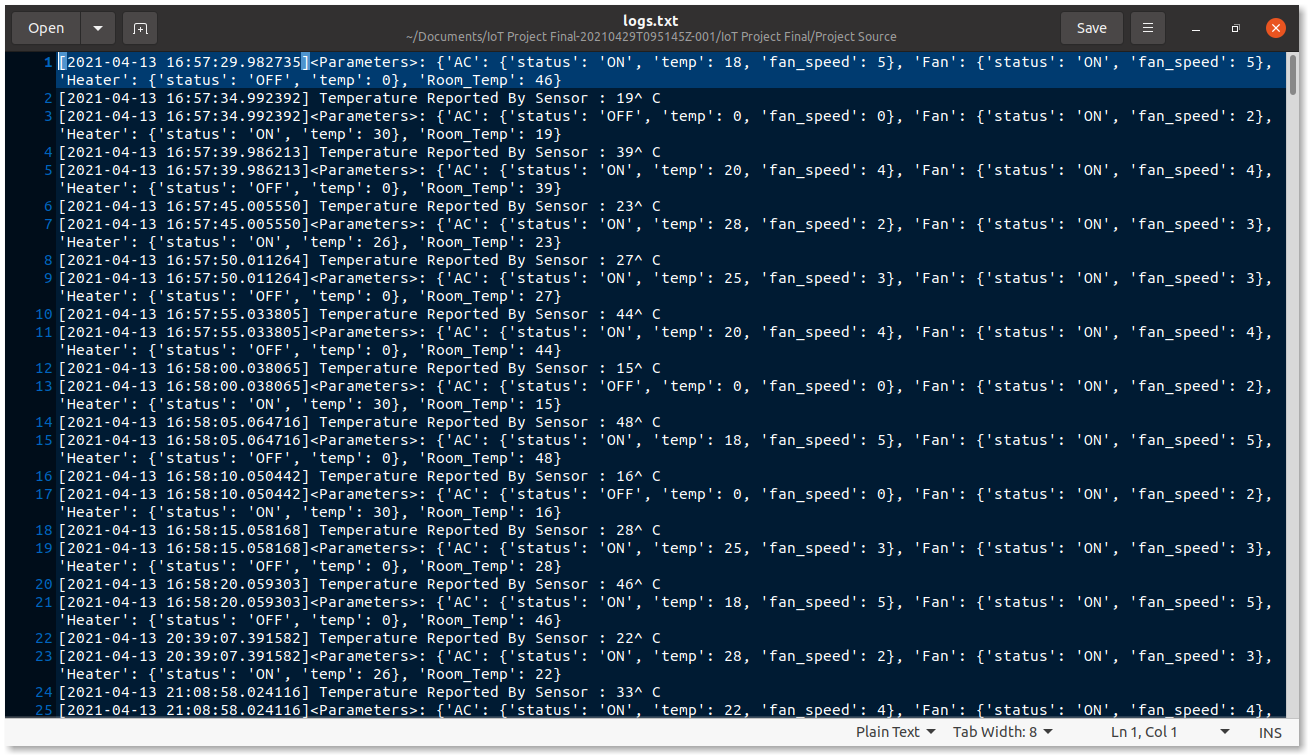 Open
logs.txt
~/Documents/IoT Project Final-20210429T095145Z-001/IoT Project Final/Project Source
Save
1 [2021-04-13 16:57:29.982735]<Parameters>: {'AC': {'status': 'ON', 'temp': 18, 'fan_speed': 5}, 'Fan': {'status': 'ON', 'fan_speed': 5},
'Heater': {'status': 'OFF', 'temp': 0}, 'Room_Temp': 46}
2 [2021-04-13 16:57:34.992392] Temperature Reported By Sensor : 19^ C
3 [2021-04-13 16:57:34.992392]<Parameters>: {'AC': {'status': 'OFF', 'temp': 0, 'fan_speed': 0}, 'Fan': {'status': 'ON', 'fan_speed': 2},
'Heater': {'status': 'ON', 'temp': 30}, 'Room_Temp': 19}
4 [2021-04-13 16:57:39.986213] Temperature Reported By Sensor : 39^ C
5 [2021-04-13 16:57:39.986213]<Parameters>: {'AC': {'status': 'ON', 'temp': 20, 'fan_speed': 4}, 'Fan': {'status': 'ON', 'fan_speed': 4},
'Heater': {'status': 'OFF', 'temp': 0}, 'Room_Temp': 39}
6 [2021-04-13 16:57:45.005550] Temperature Reported By Sensor : 23^ C
7 [2021-04-13 16:57:45.005550]<Parameters>: {'AC': {'status': 'ON', 'temp': 28, 'fan_speed': 2}, 'Fan': {'status': 'ON', 'fan_speed': 3},
'Heater': {'status': 'ON', 'temp': 26}, 'Room_Temp': 23}
8 [2021-04-13 16:57:50.011264] Temperature Reported By Sensor : 27^ C
9 [2021-04-13 16:57:50.011264]<Parameters>: {'AC': {'status': 'ON', 'temp': 25, 'fan_speed': 3}, 'Fan': {'status': 'ON', 'fan_speed': 3},
'Heater': {'status': 'OFF', 'temp': 0}, 'Room_Temp': 27}
10 [2021-04-13 16:57:55.033805] Temperature Reported By Sensor : 44^ C
11 [2021-04-13 16:57:55.033805]<Parameters>: {'AC': {'status': 'ON', 'temp': 20, 'fan_speed': 4}, 'Fan': {'status': 'ON', 'fan_speed': 4},
'Heater': {'status': 'OFF', 'temp': 0}, 'Room_Temp': 44}
12 [2021-04-13 16:58:00.038065] Temperature Reported By Sensor : 15^ C
13 [2021-04-13 16:58:00.038065]<Parameters>: {'AC': {'status': 'OFF', 'temp': 0, 'fan_speed': 0}, 'Fan': {'status': 'ON', 'fan_speed': 2},
'Heater': {'status': 'ON', 'temp': 30}, 'Room_Temp': 15}
14 [2021-04-13 16:58:05.064716] Temperature Reported By Sensor : 48^ C
15 [2021-04-13 16:58:05.064716]<Parameters>: {'AC': {'status': 'ON', 'temp': 18, 'fan_speed': 5}, 'Fan': {'status': 'ON', 'fan_speed': 5},
'Heater': {'status': 'OFF', 'temp': 0}, 'Room_Temp': 48}
16 [2021-04-13 16:58:10.050442] Temperature Reported By Sensor : 16^ C
17 [2021-04-13 16:58:10.050442]<Parameters>: {'AC': {'status': 'OFF', 'temp': 0, 'fan_speed': 0}, 'Fan': {'status': 'ON', 'fan_speed': 2},
'Heater': {'status': 'ON', 'temp': 30}, 'Room_Temp': 16}
18 [2021-04-13 16:58:15.058168] Temperature Reported By Sensor : 28^ C
19 [2021-04-13 16:58:15.058168]<Parameters>: {'AC': {'status': 'ON', 'temp': 25, 'fan_speed': 3}, 'Fan': {'status': 'ON', 'fan_speed': 3},
'Heater': {'status': 'OFF', 'temp': 0}, 'Room_Temp': 28}
20 [2021-04-13 16:58:20.059303] Temperature Reported By Sensor : 46^ C
21 [2021-04-13 16:58:20.059303]<Parameters>: {'AC': {'status': 'ON', 'temp': 18, 'fan_speed': 5}, 'Fan': {'status': 'ON', 'fan_speed': 5},
'Heater': {'status': 'OFF', 'temp': 0}, 'Room_Temp': 46}
22 [2021-04-13 20:39:07.391582] Temperature Reported By Sensor : 22^ C
23 [2021-04-13 20:39:07.391582]<Parameters>: {'AC': {'status': 'ON', 'temp': 28, 'fan_speed': 2}, 'Fan': {'status': 'ON', 'fan_speed': 3},
'Heater': {'status': 'ON', 'temp': 26}, 'Room_Temp': 22}
24 [2021-04-13 21:08:58.024116] Temperature Reported By Sensor : 33^ C
25 [2021-04-13 21:08:58.024116]<Parameters>: {'AC': {'status': 'ON', 'temp': 22, 'fan_speed': 4}, 'Fan': {'status': 'ON', 'fan_speed': 4},
Plain Text Tab Width: 8 Ln 1, Col 1 INS